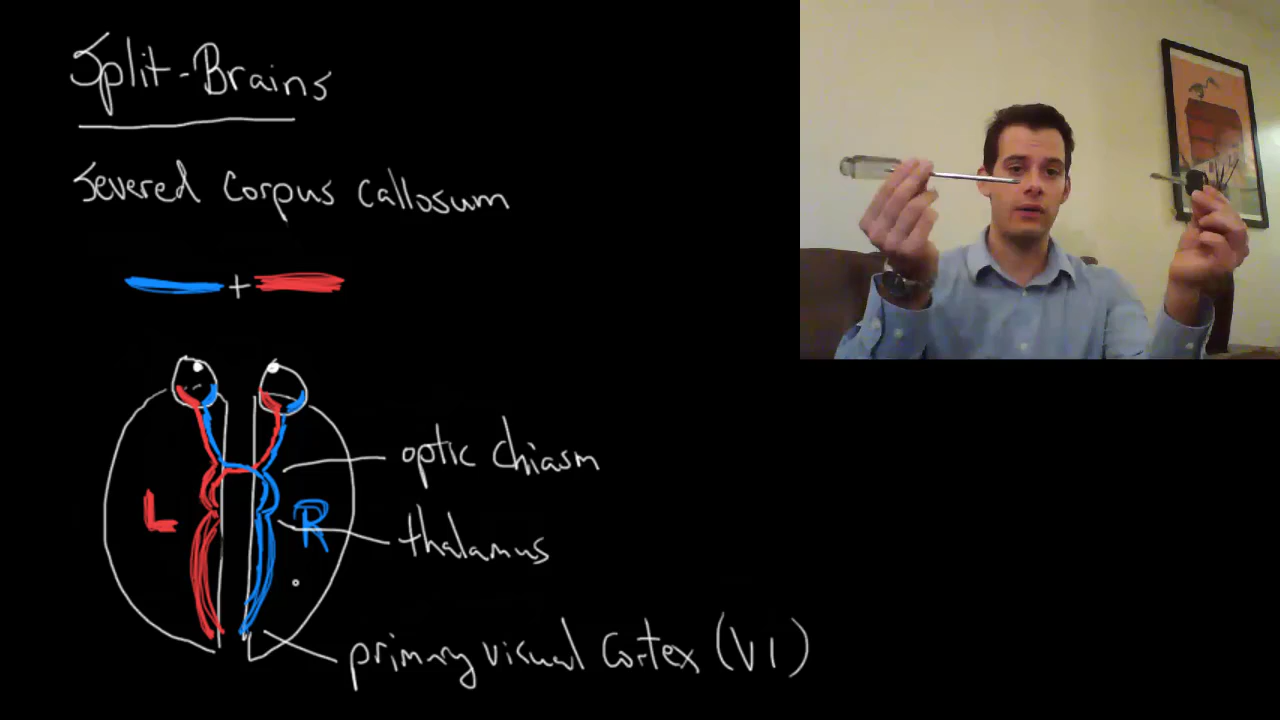 Split-Brains
Severed Corpus Callosum
+
L
R
optic chiasm
thalamus
primary visual cortex (V1)